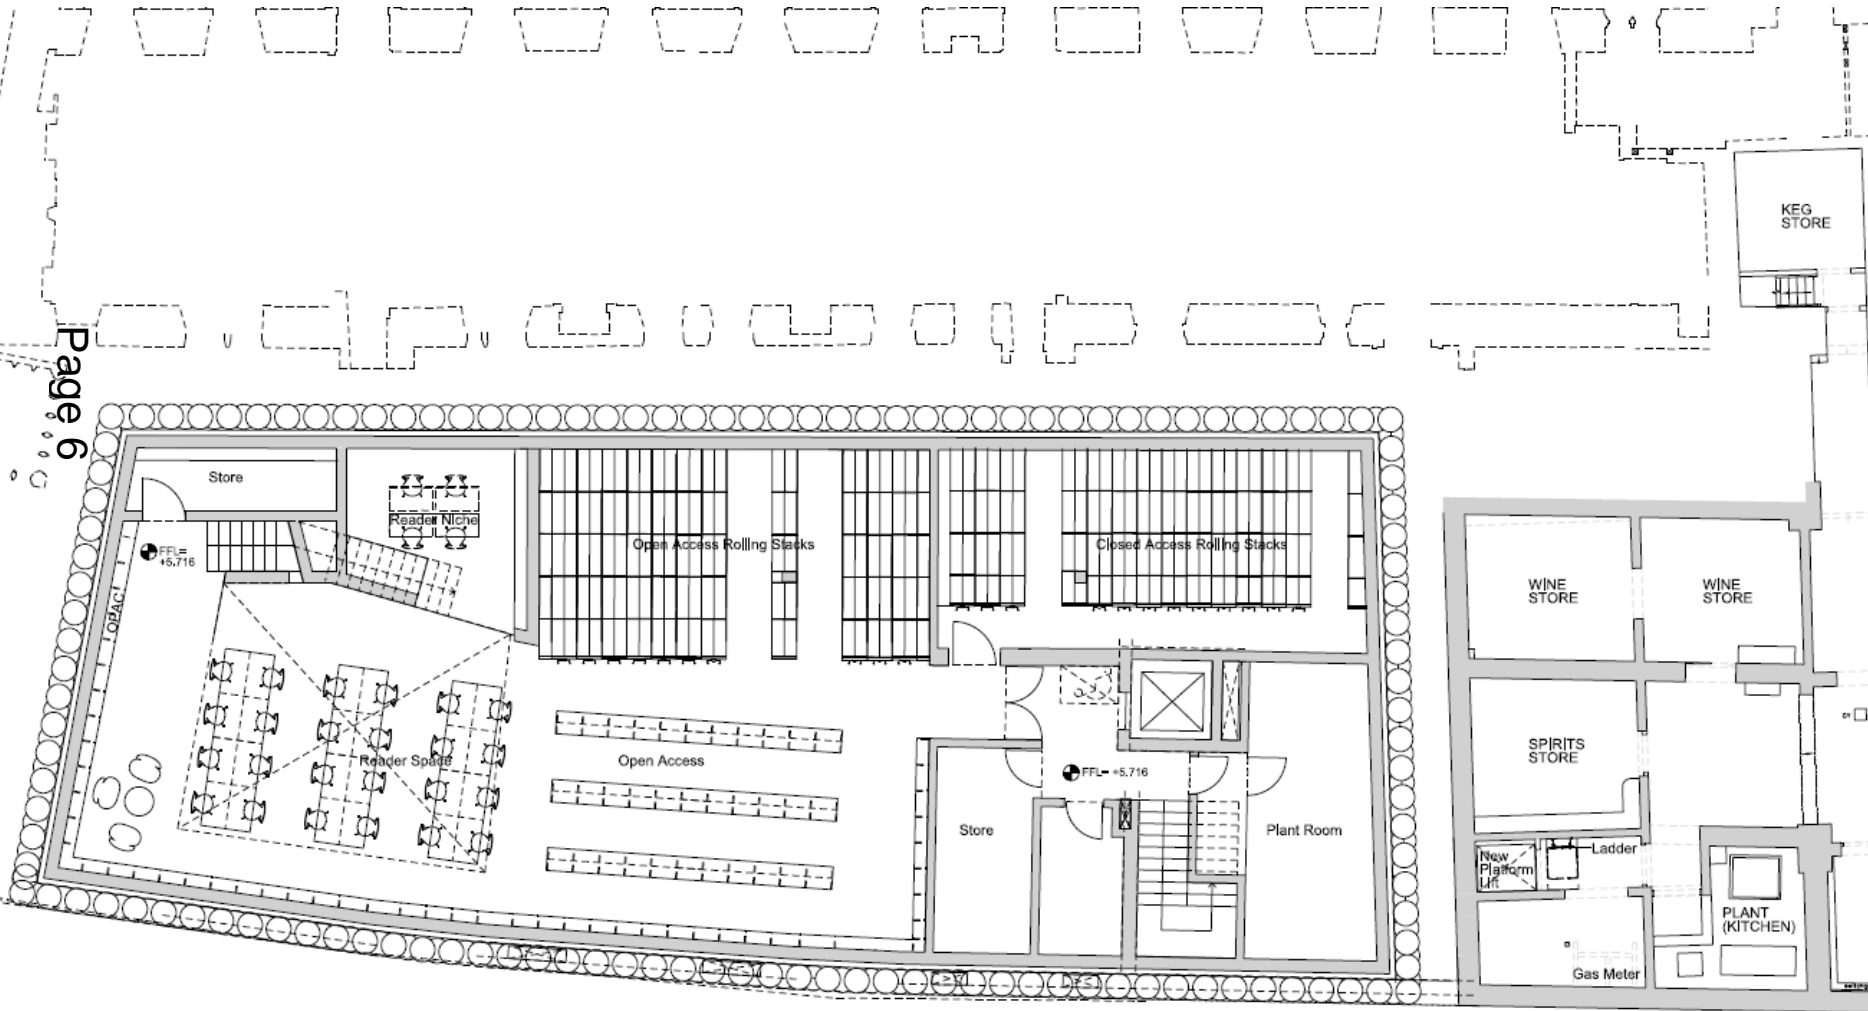 KEG
STORE
Page 6
Store
Reader Niche
Open Access Rolling Stacks
Closed Access Rolling Stacks
FFL=
+5.716
OPAC
WINE
STORE
WINE
STORE
Reader Space
Open Access
FFL= +5.716
SPIRITS
STORE
Store
Plant Room
New
Platform
Lift
Ladder
PLANT
(KITCHEN)
Gas Meter